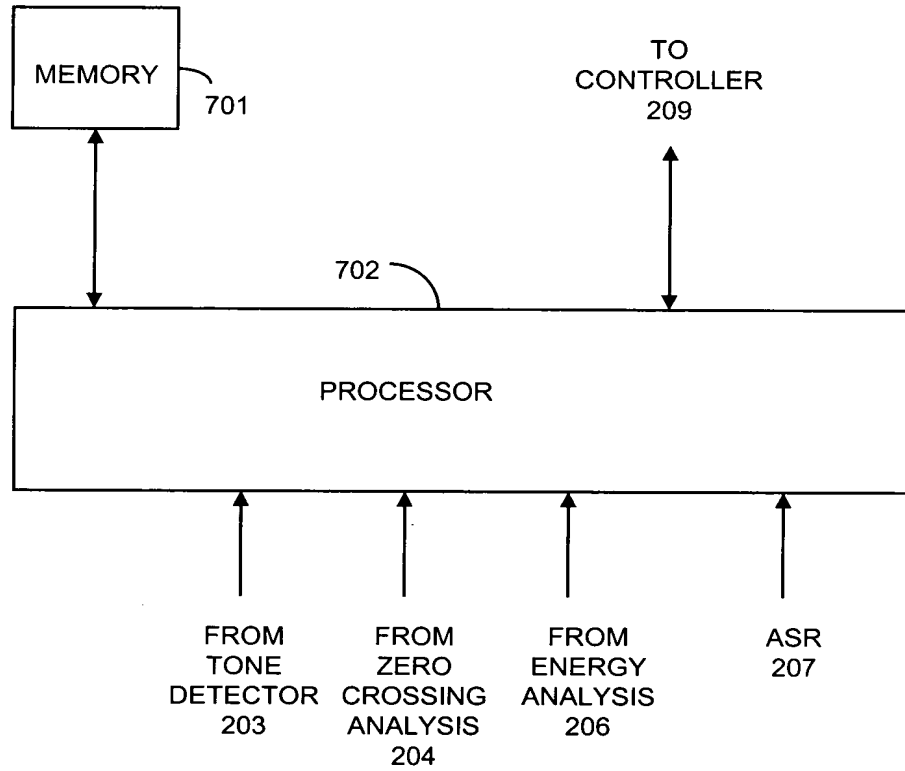 MEMORY
701
TO
CONTROLLER
209
702
PROCESSOR
FROM
TONE
DETECTOR
203
FROM
ZERO
CROSSING
ANALYSIS
204
FROM
ENERGY
ANALYSIS
206
ASR
207